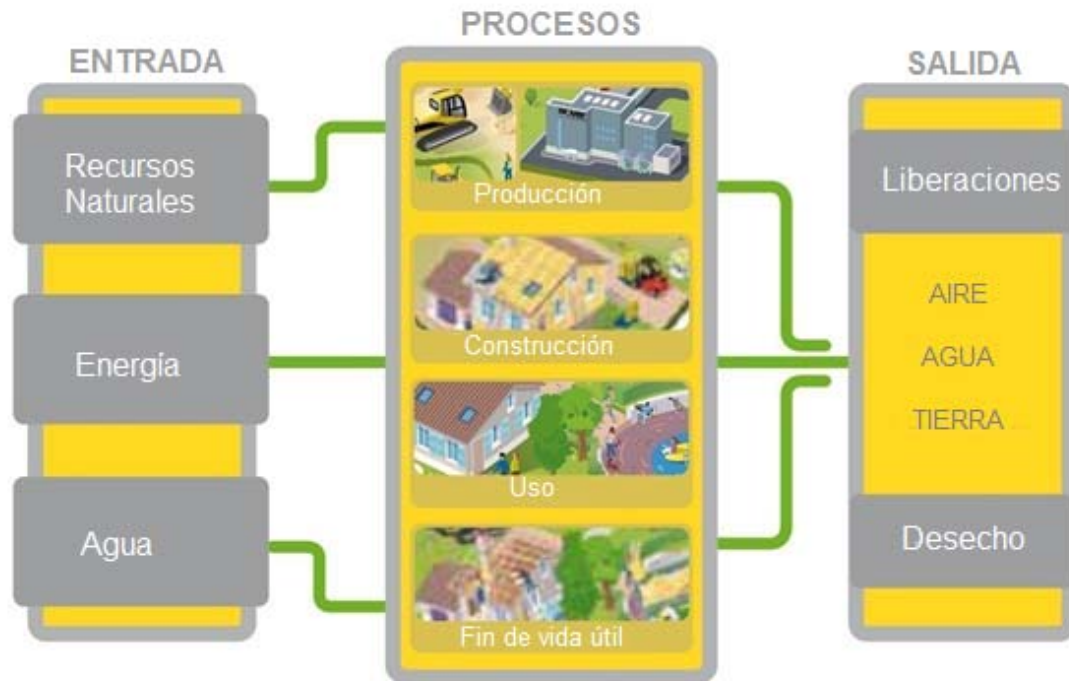 ENTRADA
Recursos
Naturales
Energía
Agua
PROCESOS
Producción
Construcción
Uso
Fin de vida útil
SALIDA
Liberaciones
AIRE
AGUA
TIERRA
Desecho